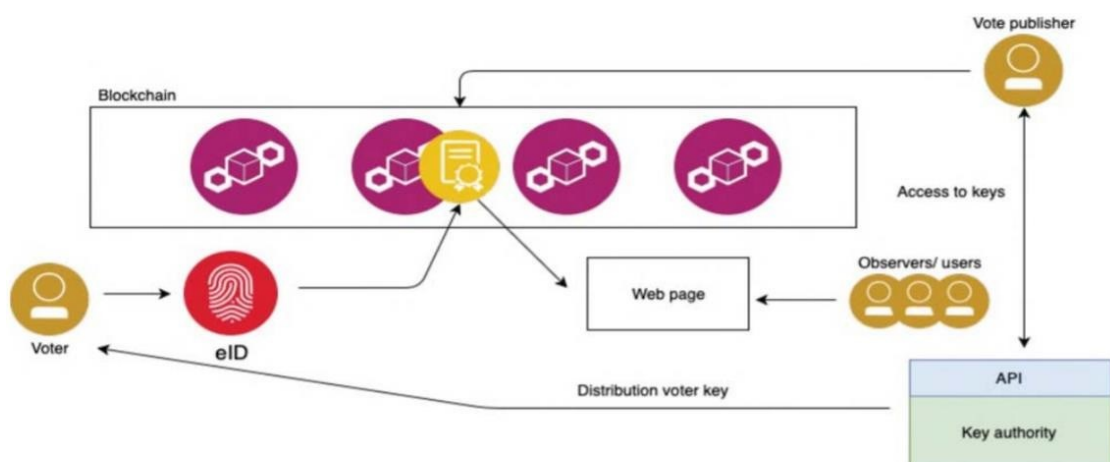 Vote publisher
Blockchain
Access to keys
Observers/ users
Web page
Voter
eID
API
Distribution voter key
Key authority